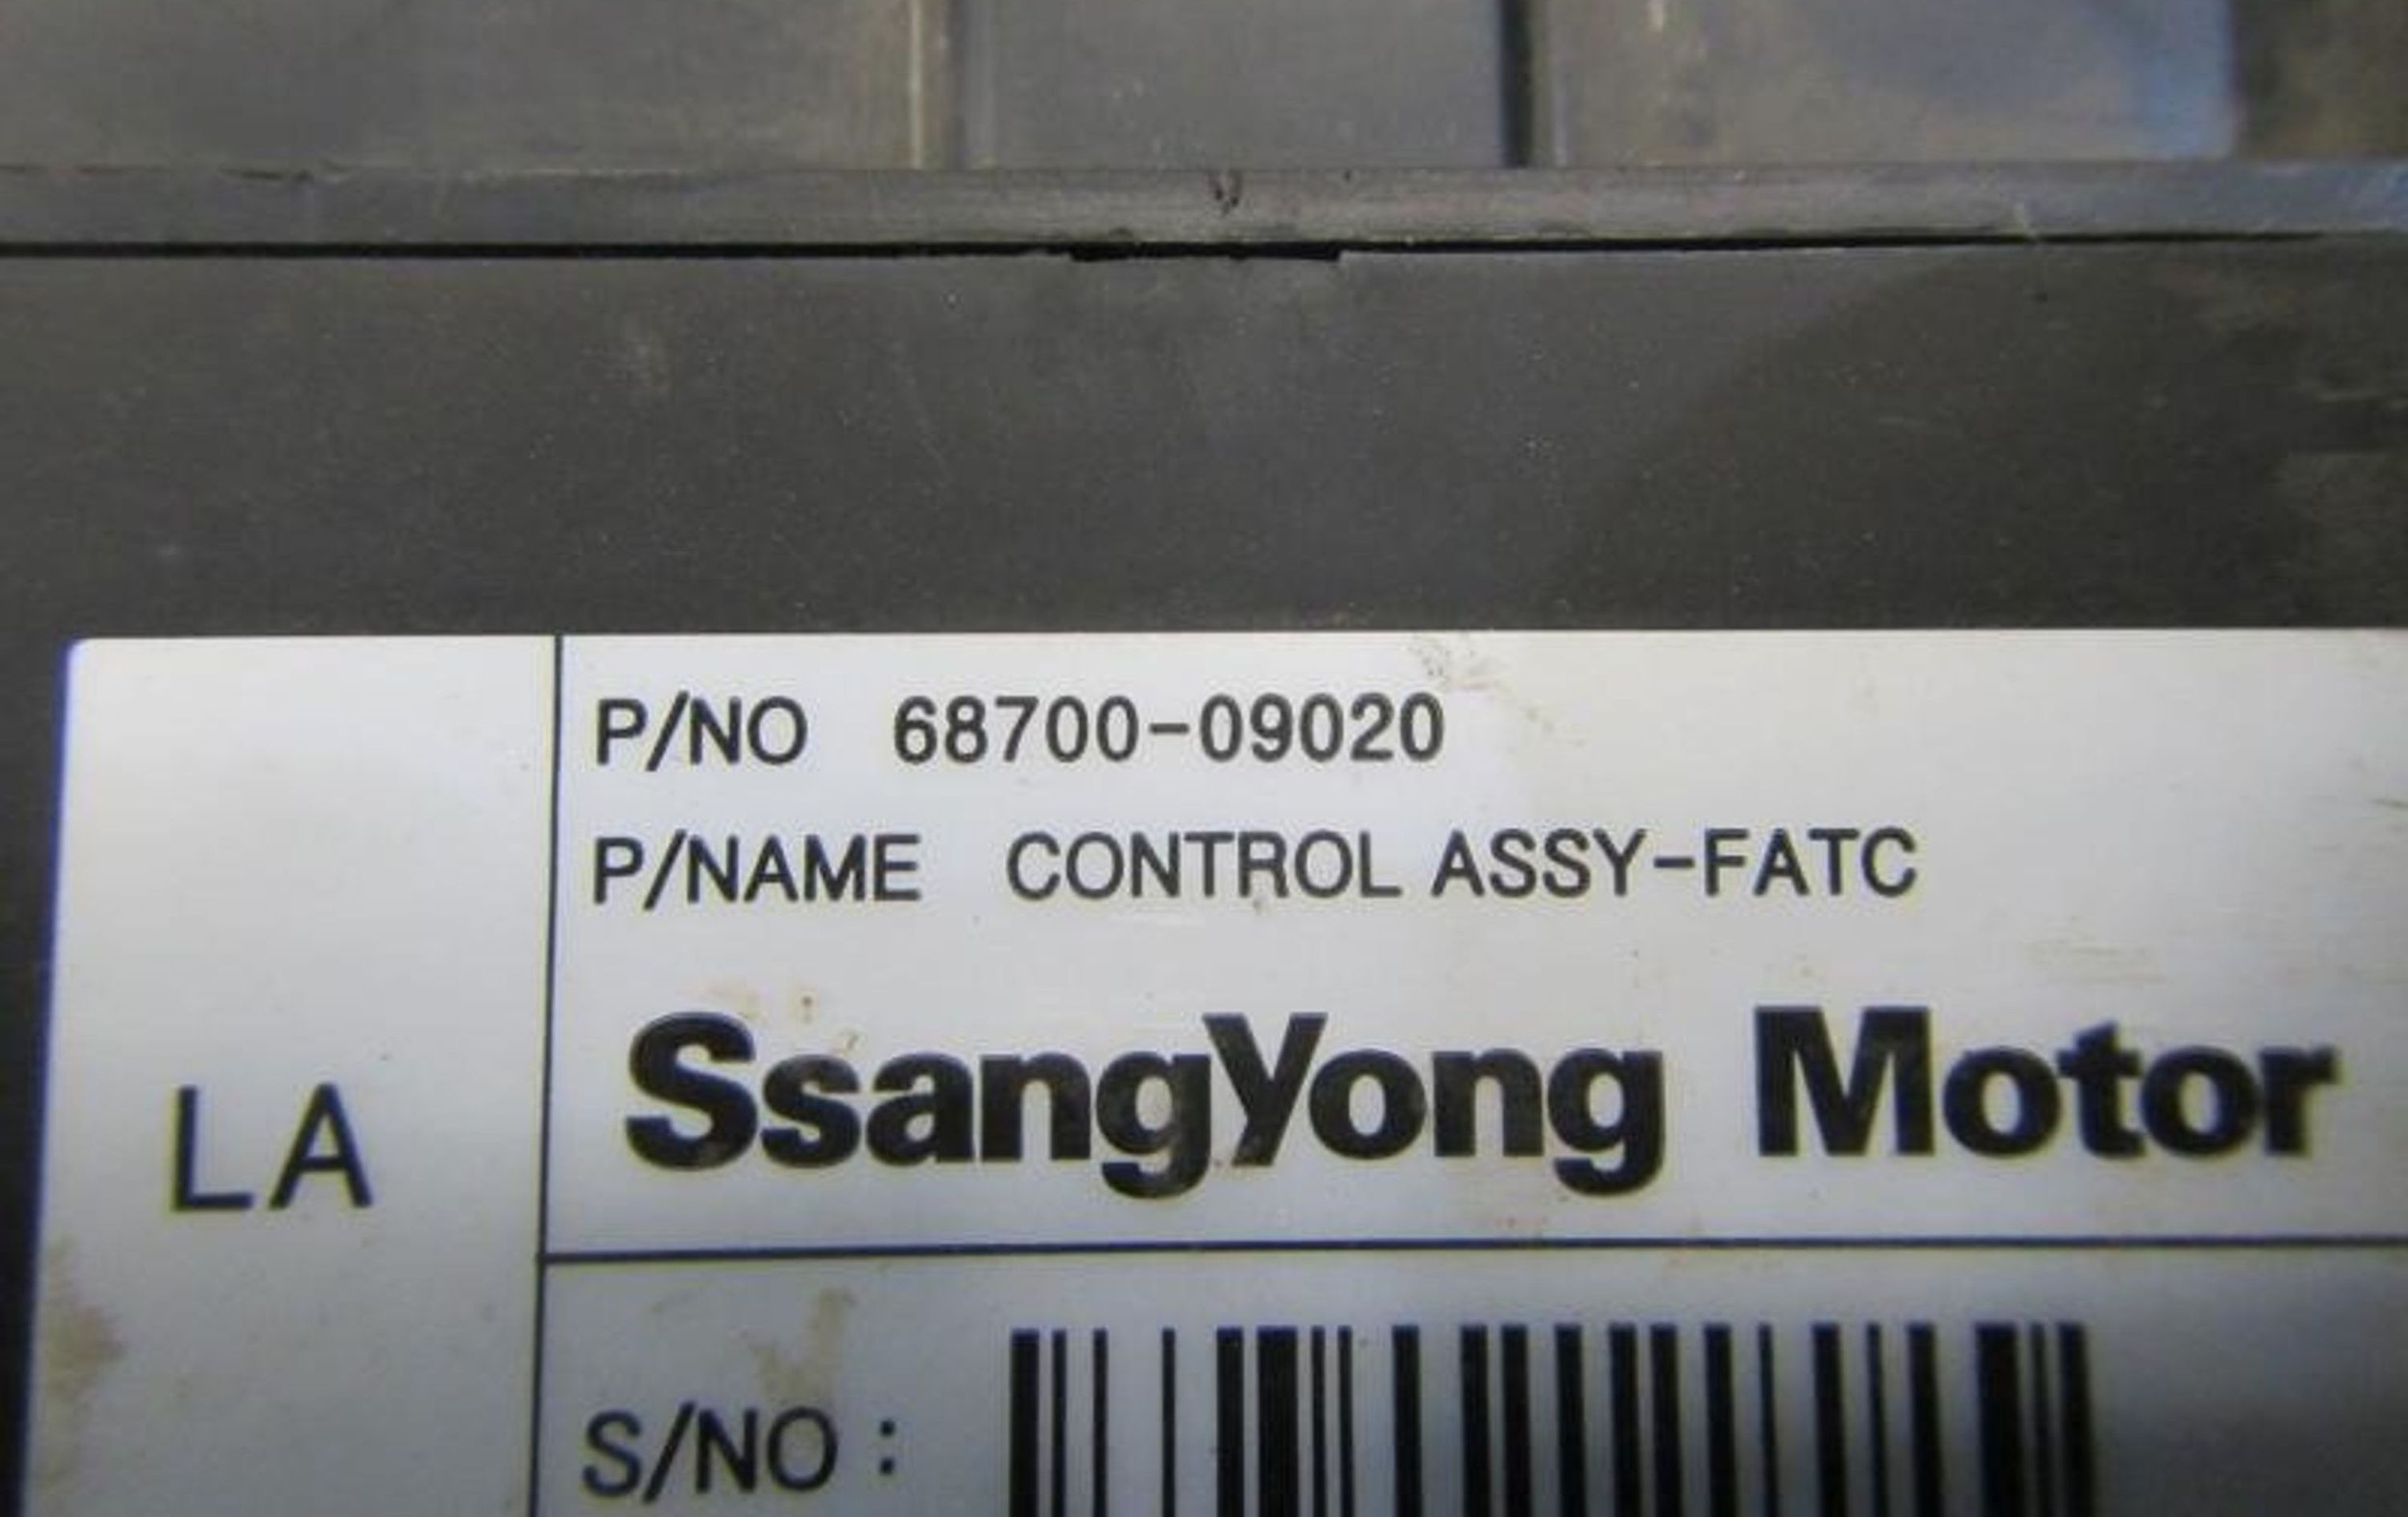 P/NO 68700-09020
P/NAME CONTROL ASSY-FATC
SsangYong Motor
LA
S/NO :